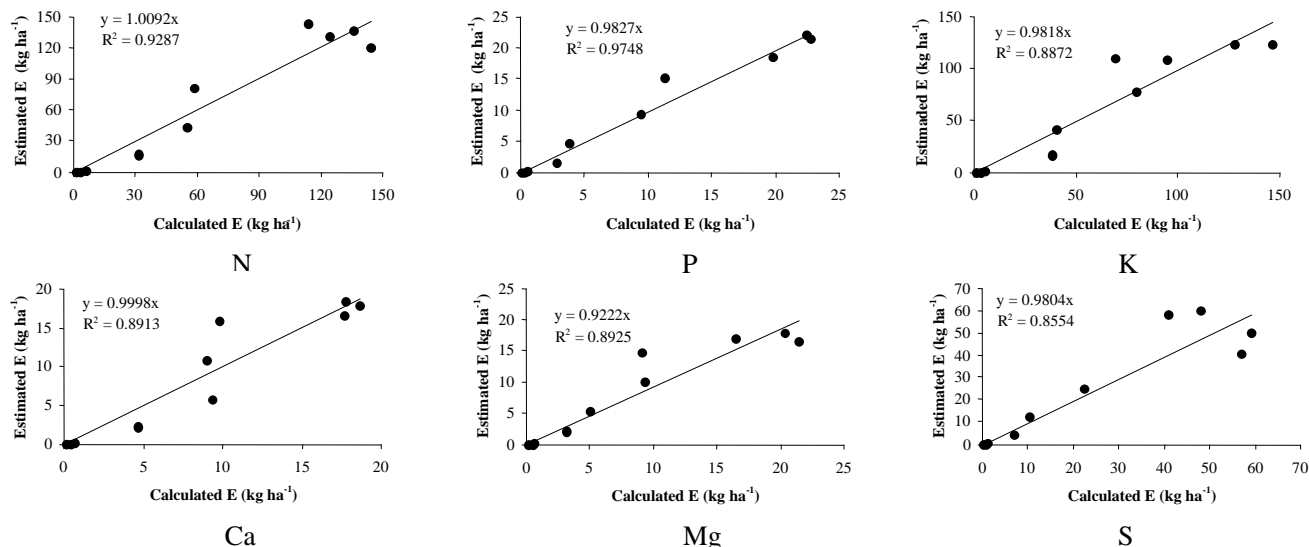 y = 1.0092x
R² = 0.9287
Estimated E (kg ha⁻¹)
150
120
90
60
30
0
0 30 60 90 120 150
Calculated E (kg ha⁻¹)
N
y = 0.9827x
R² = 0.9748
Estimated E (kg ha⁻¹)
25
20
15
10
5
0
0 5 10 15 20 25
Calculated E (kg ha⁻¹)
P
y = 0.9818x
R² = 0.8872
Estimaded E (kg ha⁻¹)
150
100
50
0
50 100 150
Calculated E (kg ha⁻¹)
K
y = 0.9998x
R² = 0.8913
Estimated E (kg ha⁻¹)
20
15
10
5
0
0 5 10 15 20
Calculated E (kg ha⁻¹)
Ca
y = 0.9222x
R² = 0.8925
Estimated E (kg ha⁻¹)
25
20
15
10
5
0
0 5 10 15 20 25
Calculated E (kg ha⁻¹)
Mg
y = 0.9804x
R² = 0.8554
Estimated E (kg ha⁻¹)
70
60
50
40
30
20
10
0
0 10 20 30 40 50 60 70
Calculated E (kg ha⁻¹)
S